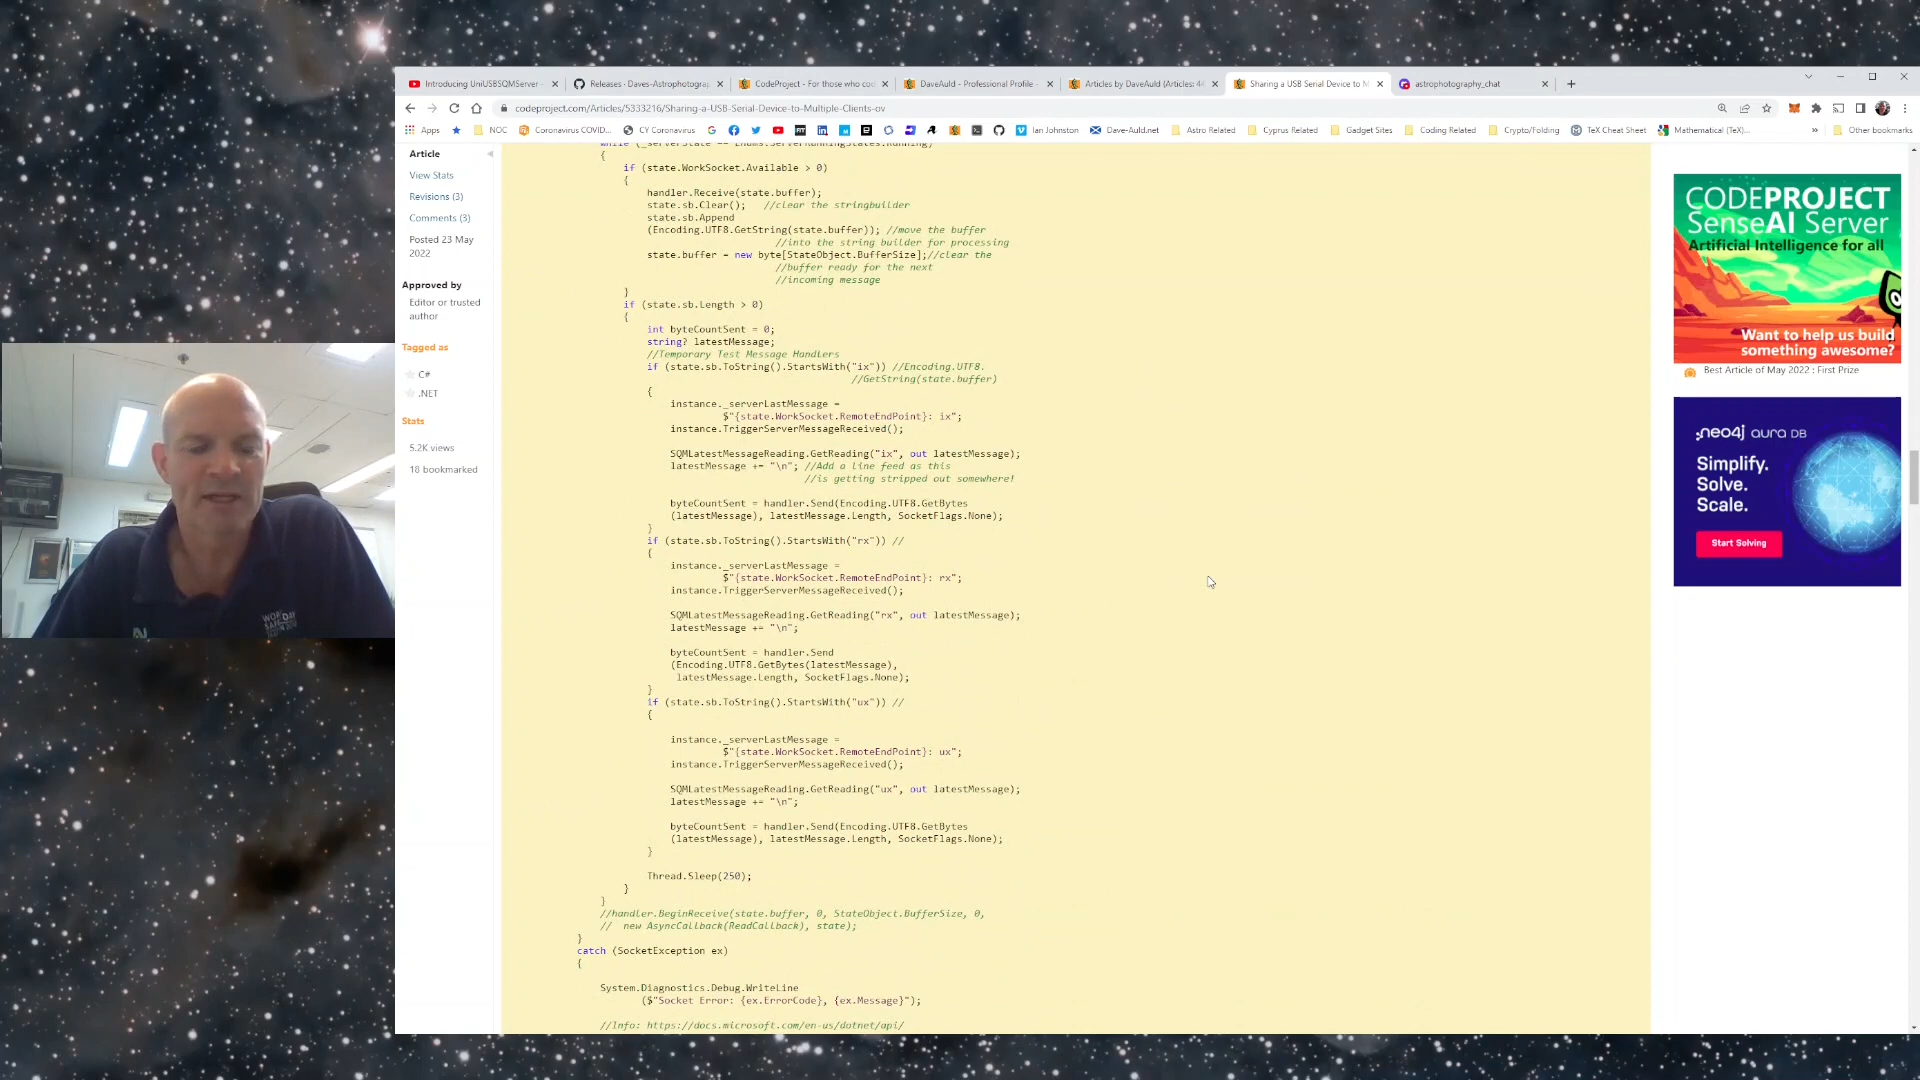 Introducing UniUSBSQMServer -
Releases · Daves-Astrophotogra
CodeProject - For those who coo
DaveAuld - Professional Profile -
Articles by DaveAuld (Articles: 44
Sharing a USB Serial Device to M
astrophotography_chat
codeproject.com/Articles/5333216/Sharing-a-USB-Serial-Device-to-Multiple-Clients-ov
Apps
NOC
Coronavirus COVID...
CY Coronavirus
Ian Johnston
Dave-Auld.net
Astro Related
Cyprus Related
Gadget Sites
Coding Related
Crypto/Folding
TeX Cheat Sheet
Mathematical (TeX)...
»
Other bookmarks
Article
View Stats
Revisions (3)
Comments (3)
Posted 23 May
2022
Approved by
Editor or trusted
author
Tagged as
C#
.NET
Stats
5.2K views
18 bookmarked
while (_serverState == Enums.ServerRunningStates.Running)
{
if (state.WorkSocket.Available > 0)
{
handler.Receive(state.buffer);
state.sb.Clear();   //clear the stringbuilder
state.sb.Append
(Encoding.UTF8.GetString(state.buffer)); //move the buffer
//into the string builder for processing
state.buffer = new byte[StateObject.BufferSize];//clear the
//buffer ready for the next
//incoming message
}
if (state.sb.Length > 0)
{
int byteCountSent = 0;
string? latestMessage;
//Temporary Test Message Handlers
if (state.sb.ToString().StartsWith("ix")) //Encoding.UTF8.
//GetString(state.buffer)
{
instance._serverLastMessage =
$"{state.WorkSocket.RemoteEndPoint}: ix";
instance.TriggerServerMessageReceived();
SQMLatestMessageReading.GetReading("ix", out latestMessage);
latestMessage += "\n"; //Add a line feed as this
//is getting stripped out somewhere!
byteCountSent = handler.Send(Encoding.UTF8.GetBytes
(latestMessage), latestMessage.Length, SocketFlags.None);
}
if (state.sb.ToString().StartsWith("rx")) //
{
instance._serverLastMessage =
$"{state.WorkSocket.RemoteEndPoint}: rx";
instance.TriggerServerMessageReceived();
SQMLatestMessageReading.GetReading("rx", out latestMessage);
latestMessage += "\n";
byteCountSent = handler.Send
(Encoding.UTF8.GetBytes(latestMessage),
latestMessage.Length, SocketFlags.None);
}
if (state.sb.ToString().StartsWith("ux")) //
{
instance._serverLastMessage =
$"{state.WorkSocket.RemoteEndPoint}: ux";
instance.TriggerServerMessageReceived();
SQMLatestMessageReading.GetReading("ux", out latestMessage);
latestMessage += "\n";
byteCountSent = handler.Send(Encoding.UTF8.GetBytes
(latestMessage), latestMessage.Length, SocketFlags.None);
}
Thread.Sleep(250);
}
}
//handler.BeginReceive(state.buffer, 0, StateObject.BufferSize, 0,
//  new AsyncCallback(ReadCallback), state);
}
catch (SocketException ex)
{
System.Diagnostics.Debug.WriteLine
($"Socket Error: {ex.ErrorCode}, {ex.Message}");
//Info: https://docs.microsoft.com/en-us/dotnet/api/
CODEPROJECT
SenseAI Server
Artificial Intelligence for all
Want to help us build
something awesome?
Best Article of May 2022 : First Prize
neo4j aura DB
Simplify.
Solve.
Scale.
Start Solving